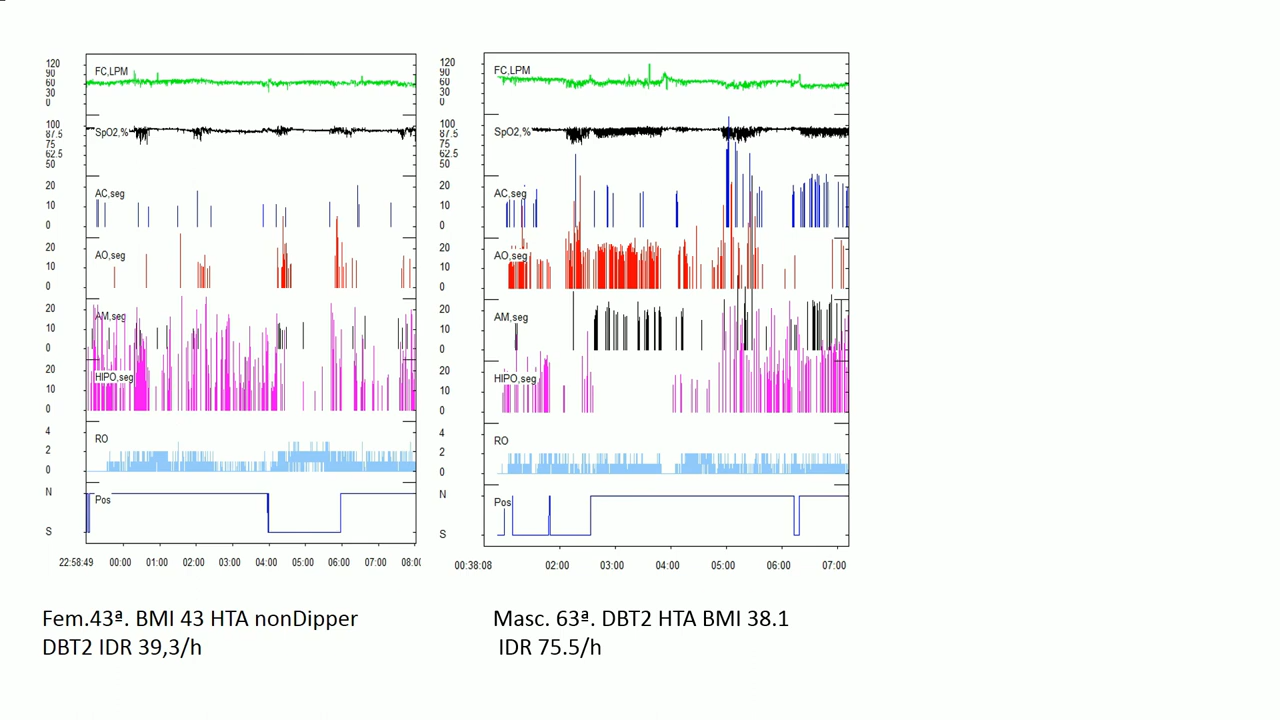 120
90
60
30
0
FC,LPM
100
87.5
75
62.5
50
SpO2,%
20
10
0
AC,seg
20
10
0
AO,seg
20
10
0
AM,seg
20
10
0
HIPO,seg
4
2
0
RO
N
S
Pos
22:58:49 00:00 01:00 02:00 03:00 04:00 05:00 06:00 07:00 08:0
Fem.43ª. BMI 43 HTA nonDipper
DBT2 IDR 39,3/h
120
90
60
30
0
FC,LPM
100
87.5
75
62.5
50
SpO2,%
20
10
0
AC,seg
20
10
0
AO,seg
20
10
0
AM,seg
20
10
0
HIPO,seg
4
2
0
RO
N
S
Pos
00:38:08 02:00 03:00 04:00 05:00 06:00 07:00
Masc. 63ª. DBT2 HTA BMI 38.1
IDR 75.5/h